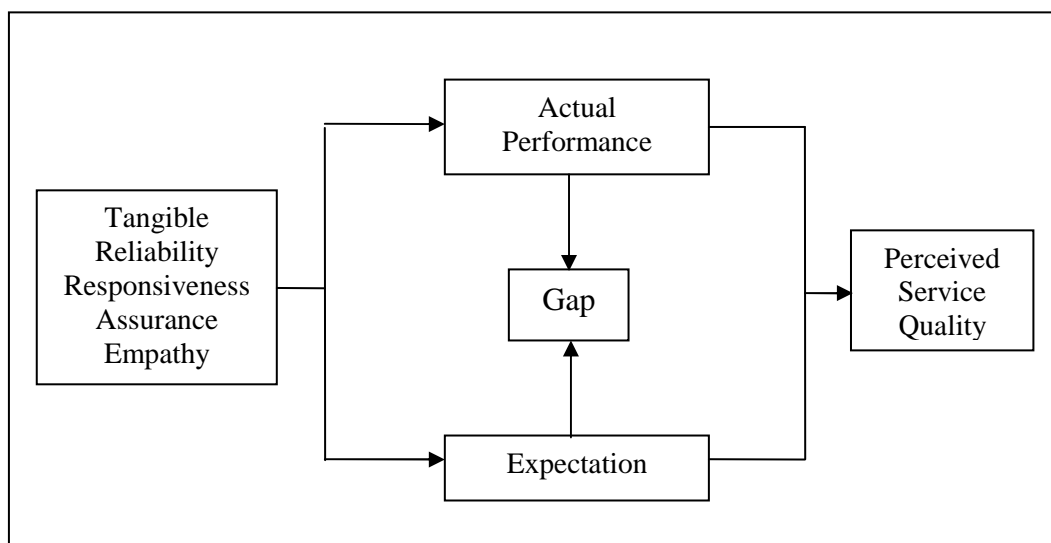 Tangible
Reliability
Responsiveness
Assurance
Empathy
Actual
Performance
Gap
Expectation
Perceived
Service
Quality